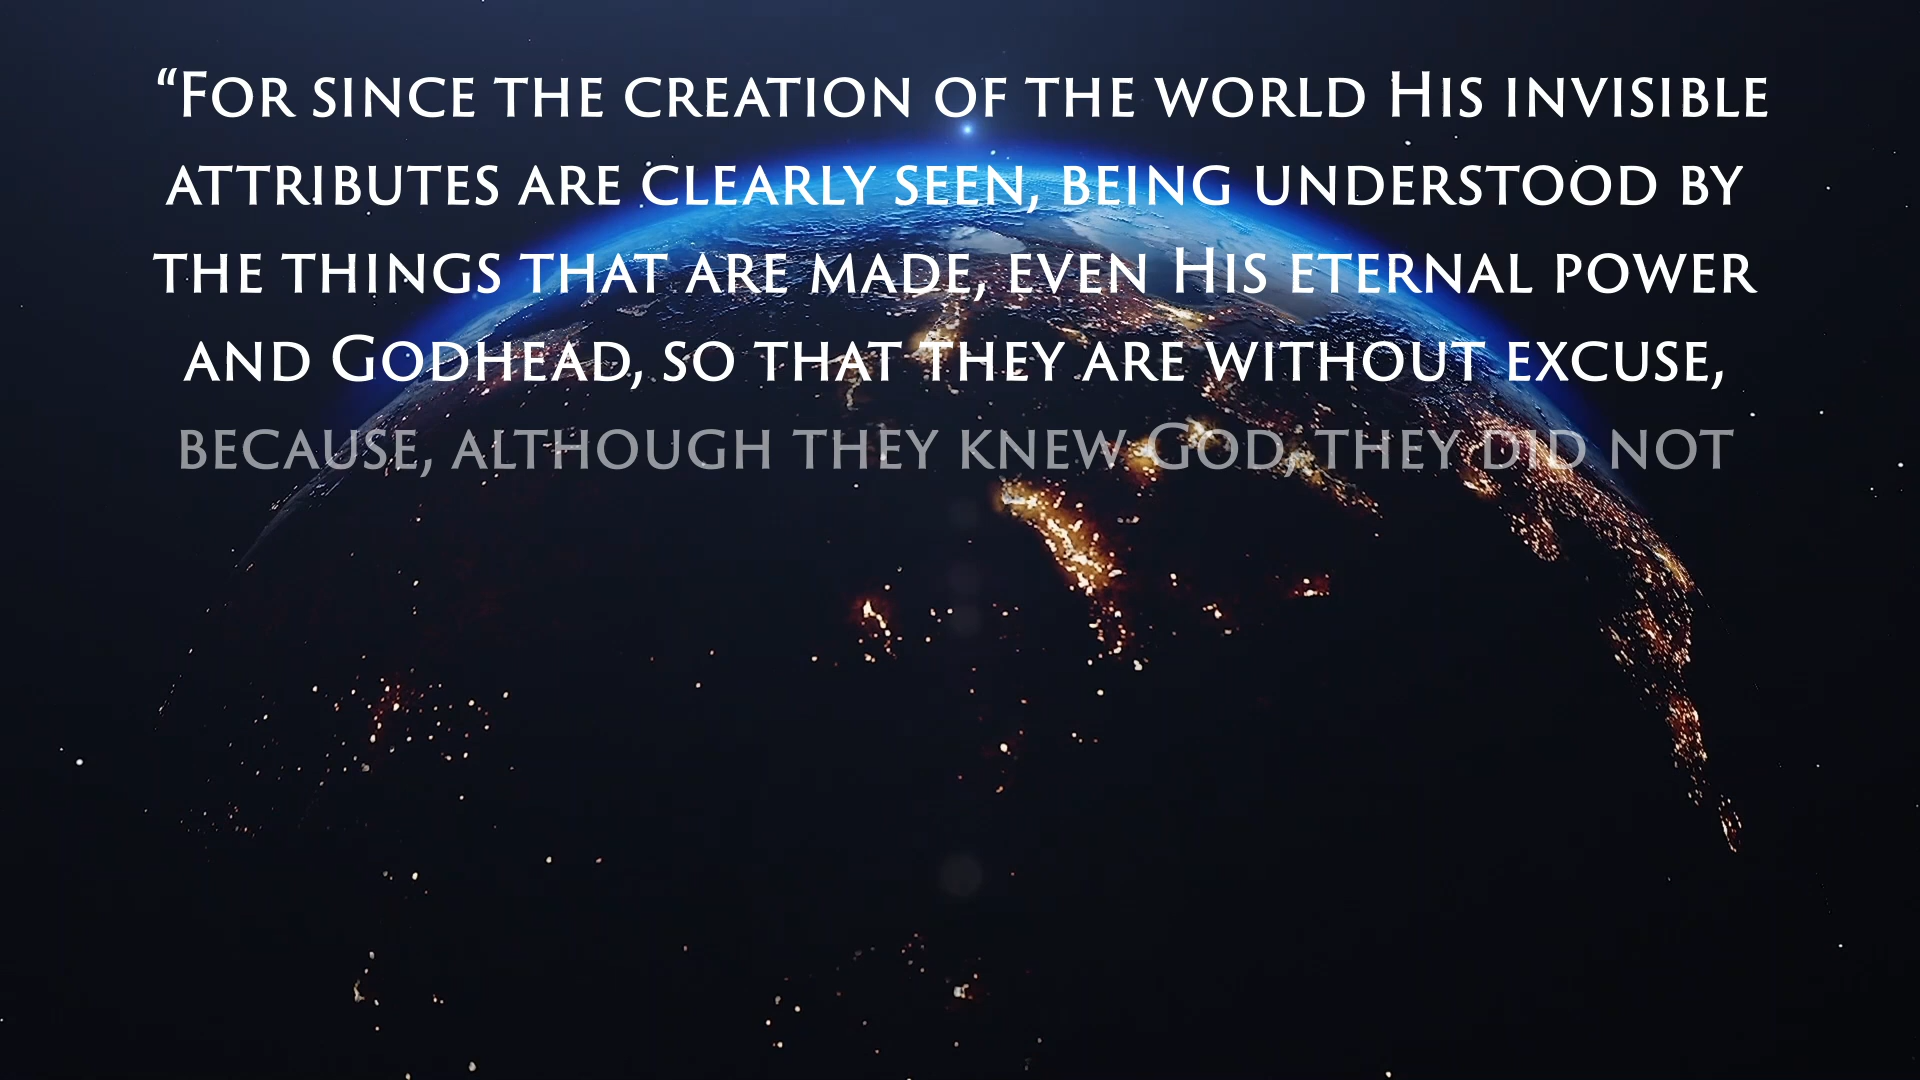 “For since the creation of the world His invisible
attributes are clearly seen, being understood by
the things that are made, even His eternal power
and Godhead, so that they are without excuse,
because, although they knew God, they did not